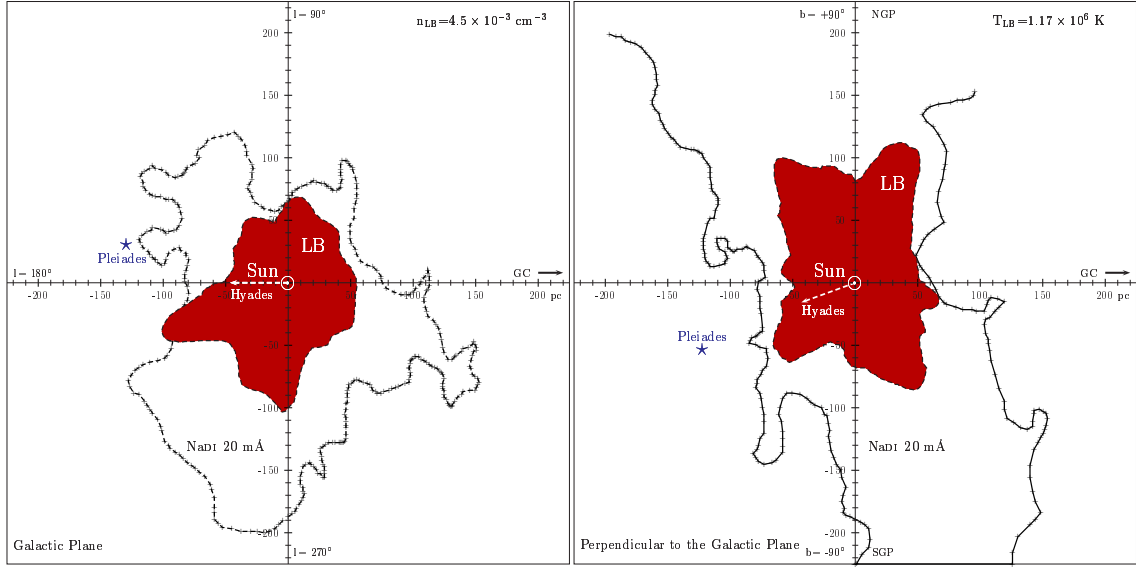 l= 90°
n_LB=4.5 × 10⁻³ cm⁻³
200
150
100
50
Pleiades
LB
Sun
l= 180°
GC
Hyades
-200 -150 -100 -50 50 100 150 200 pc
-50
-100
NaDI 20 mÅ
-150
-200
Galactic Plane
l= 270°
b= +90°
NGP
T_LB=1.17 × 10⁶ K
200
150
100
50
LB
Sun
GC
-200 -150 -100 -50 50 100 150 200 pc
Hyades
Pleiades
-50
-100
NaDI 20 mÅ
-150
-200
Perpendicular to the Galactic Plane
b= -90°
SGP